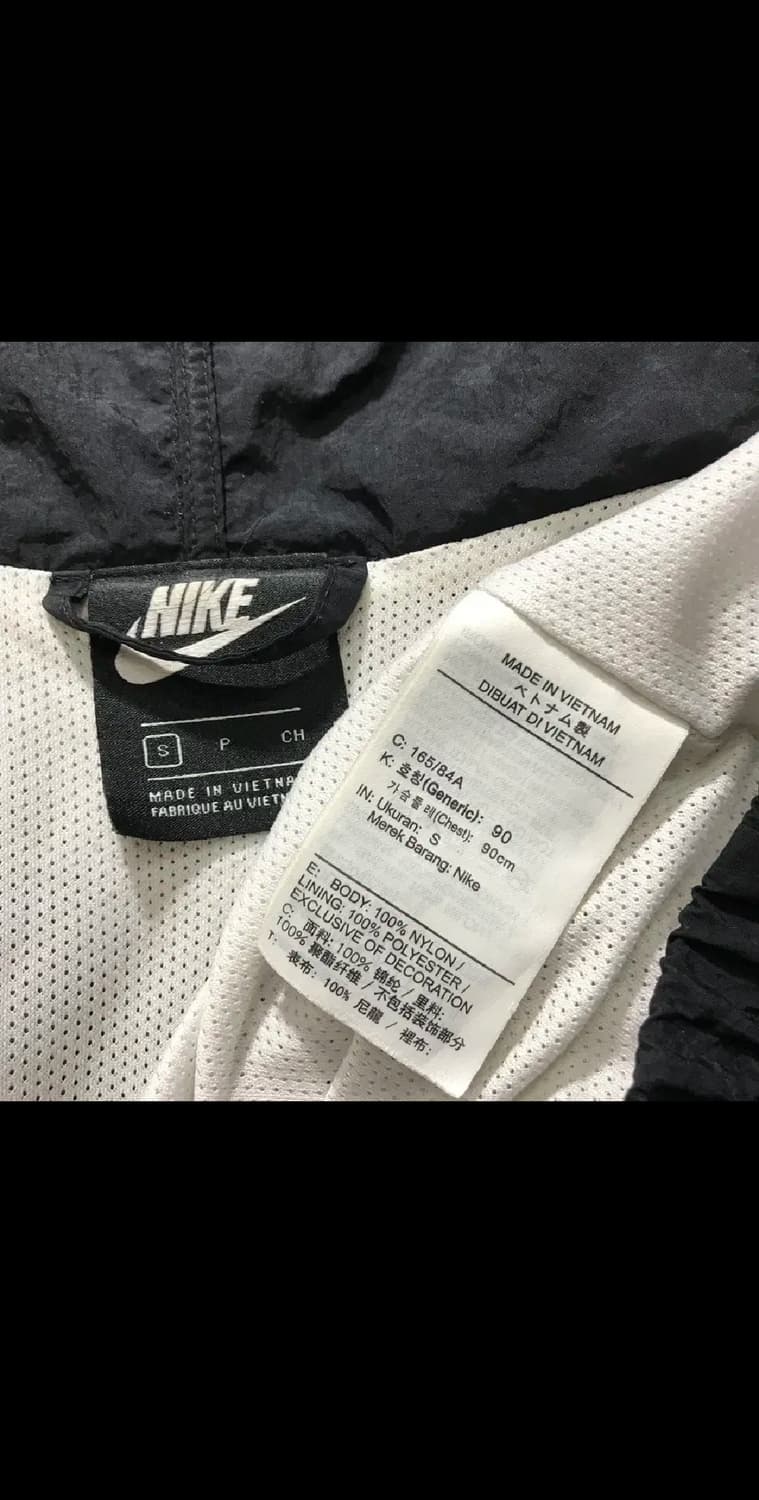 NIKE
S P CH
MADE IN VIETNA
FABRIQUE AU VIET
MADE IN VIETNAM
ベトナム製
DIBUAT DI VIETNAM
C: 165/84A
K: 호칭(Generic): 90
가슴둘레(Chest): 90cm
IN: Ukuran: S
Merek Barang: Nike
E: BODY: 100% NYLON /
LINING: 100% POLYESTER /
EXCLUSIVE OF DECORATION
C: 面料: 100% 锦纶 / 里料:
100% 聚酯纤维 / 不包括装饰部分
T: 表布: 100% 尼龍 / 裡布: